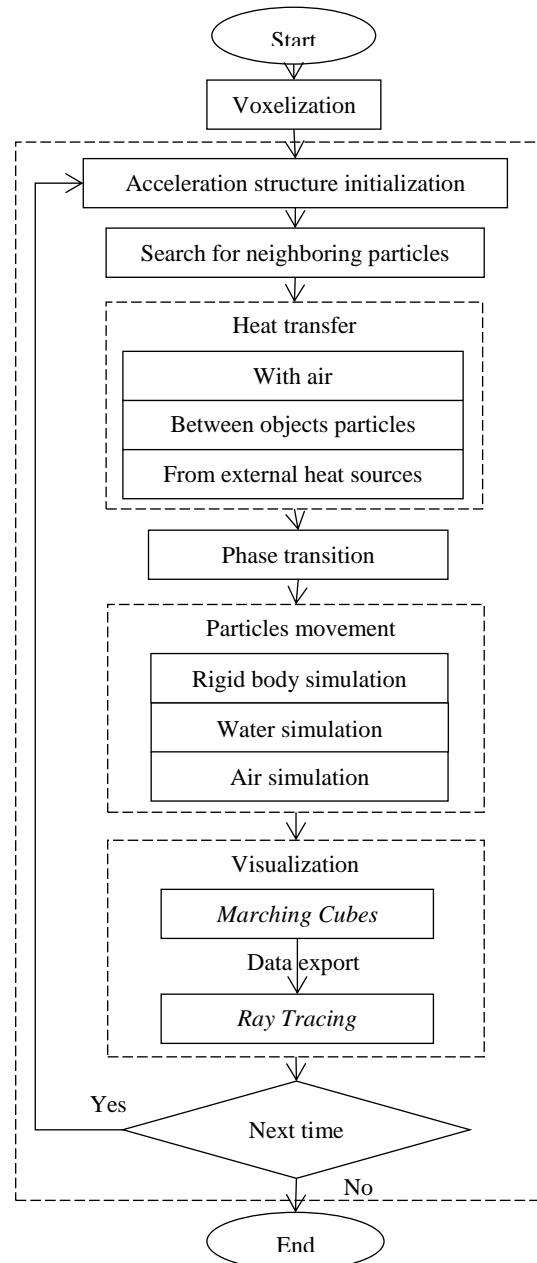 Start
Voxelization
Acceleration structure initialization
Search for neighboring particles
Heat transfer
With air
Between objects particles
From external heat sources
Phase transition
Particles movement
Rigid body simulation
Water simulation
Air simulation
Visualization
Marching Cubes
Data export
Ray Tracing
Yes
Next time
No
End